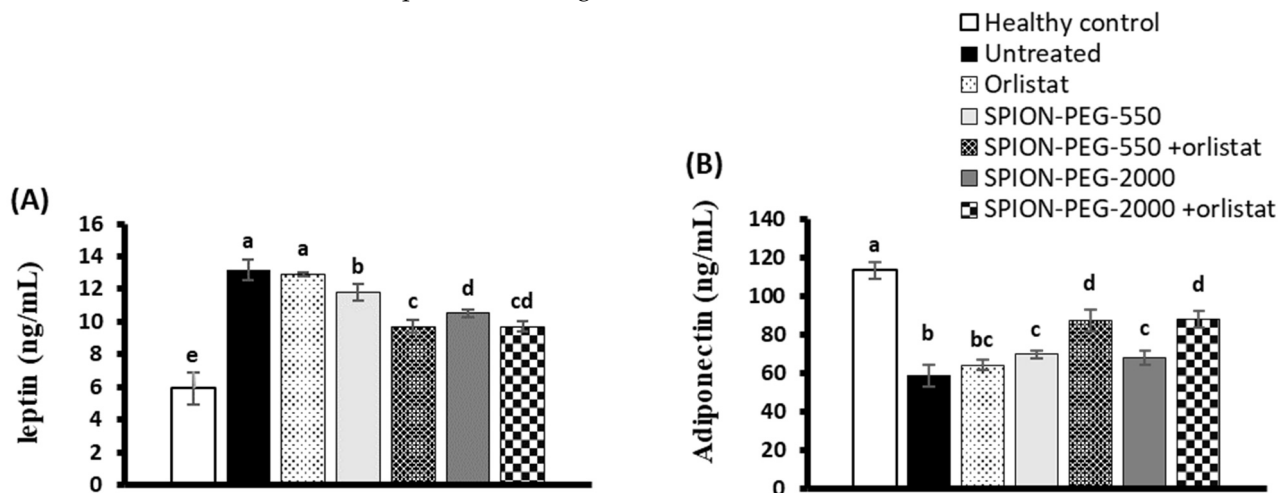 Healthy control
Untreated
Orlistat
SPION-PEG-550
SPION-PEG-550 +orlistat
SPION-PEG-2000
SPION-PEG-2000 +orlistat
(A)
leptin (ng/mL)
16
14
12
10
8
6
4
2
0
e
a
a
b
c
d
cd
(B)
Adiponectin (ng/mL)
140
120
100
80
60
40
20
0
a
b
bc
c
d
c
d